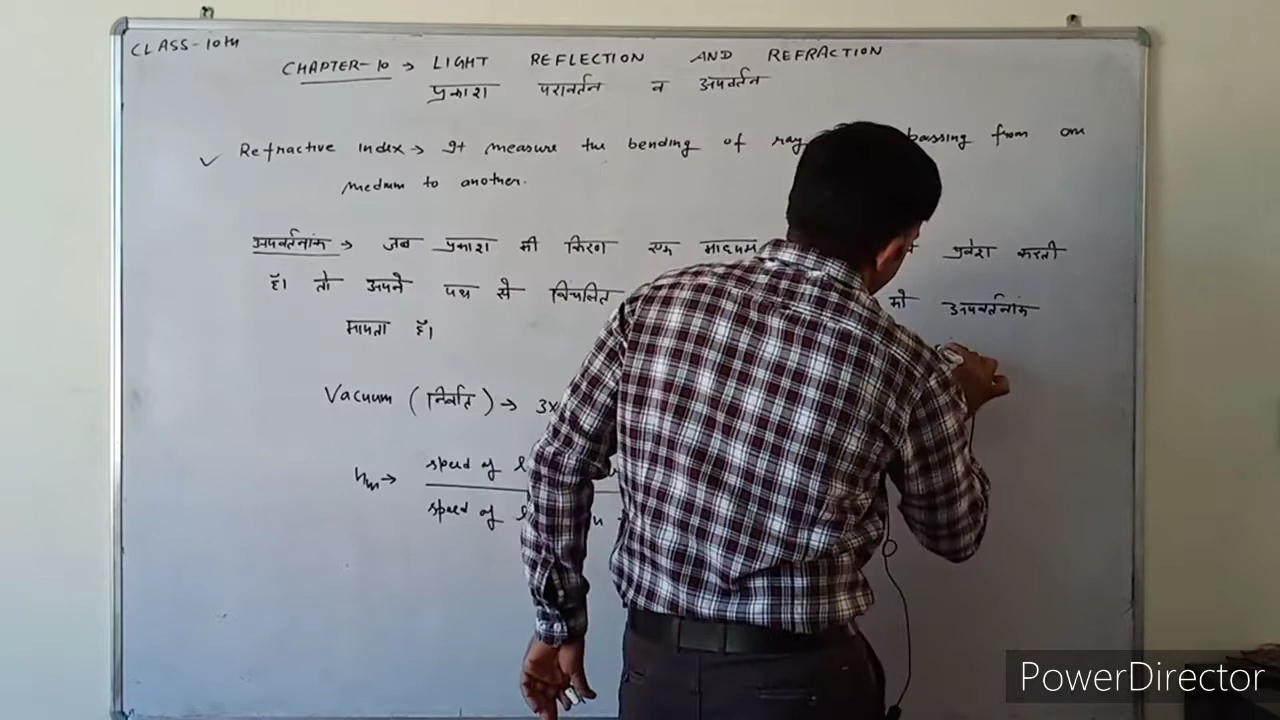 CLASS-10th
CHAPTER-10 → LIGHT REFLECTION AND REFRACTION
प्रकाश परावर्तन व अपवर्तन
✓ Refractive index → It measure the bending of ray passing from one
medium to another.
अपवर्तनांक → जब प्रकाश की किरण एक माध्यम प्रवेश करती
है। तो अपने पथ से विचलित को अपवर्तनांक
मापता है।
Vacuum (निर्वात) → 3x
nm → speed of
speed of
PowerDirector